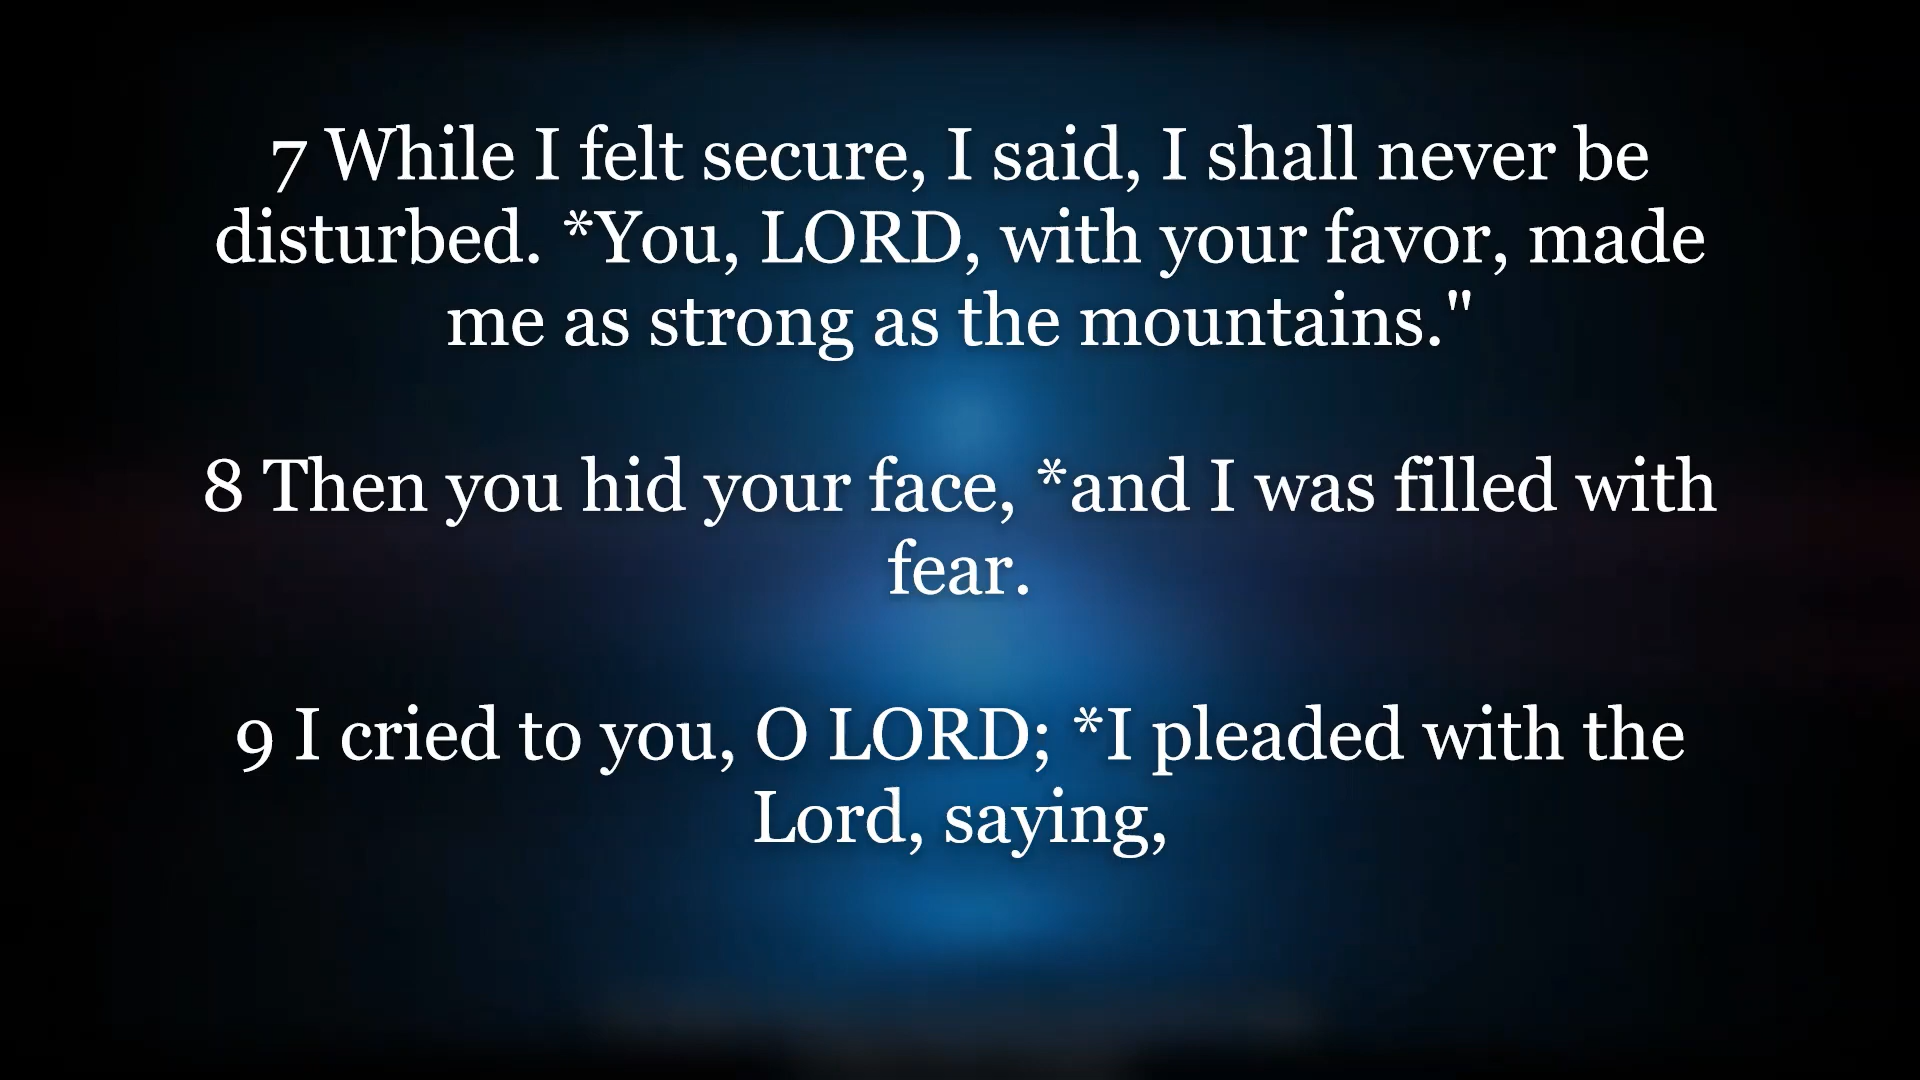 7 While I felt secure, I said, I shall never be
disturbed. *You, LORD, with your favor, made
me as strong as the mountains."
8 Then you hid your face, *and I was filled with
fear.
9 I cried to you, O LORD; *I pleaded with the
Lord, saying,